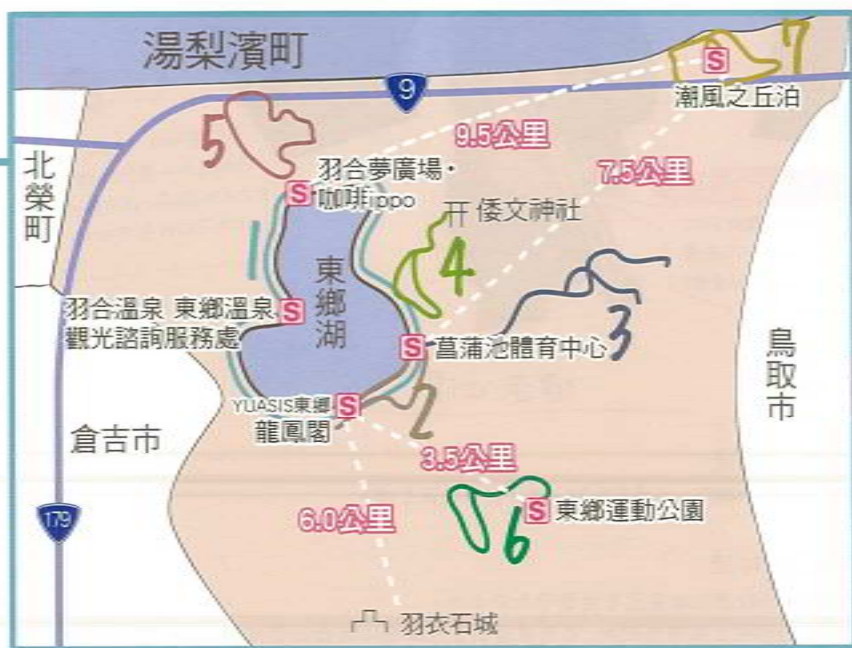 湯梨濱町
9
7
S
潮風之丘泊
北榮町
5
9.5公里
7.5公里
S
羽合夢廣場・
咖啡ippo
倭文神社
4
東鄉湖
羽合溫泉 東鄉溫泉
觀光諮詢服務處
S
S
菖蒲池體育中心
3
鳥取市
YUASIS東鄉
龍鳳閣
S
2
倉吉市
3.5公里
179
6.0公里
6
S
東鄉運動公園
羽衣石城